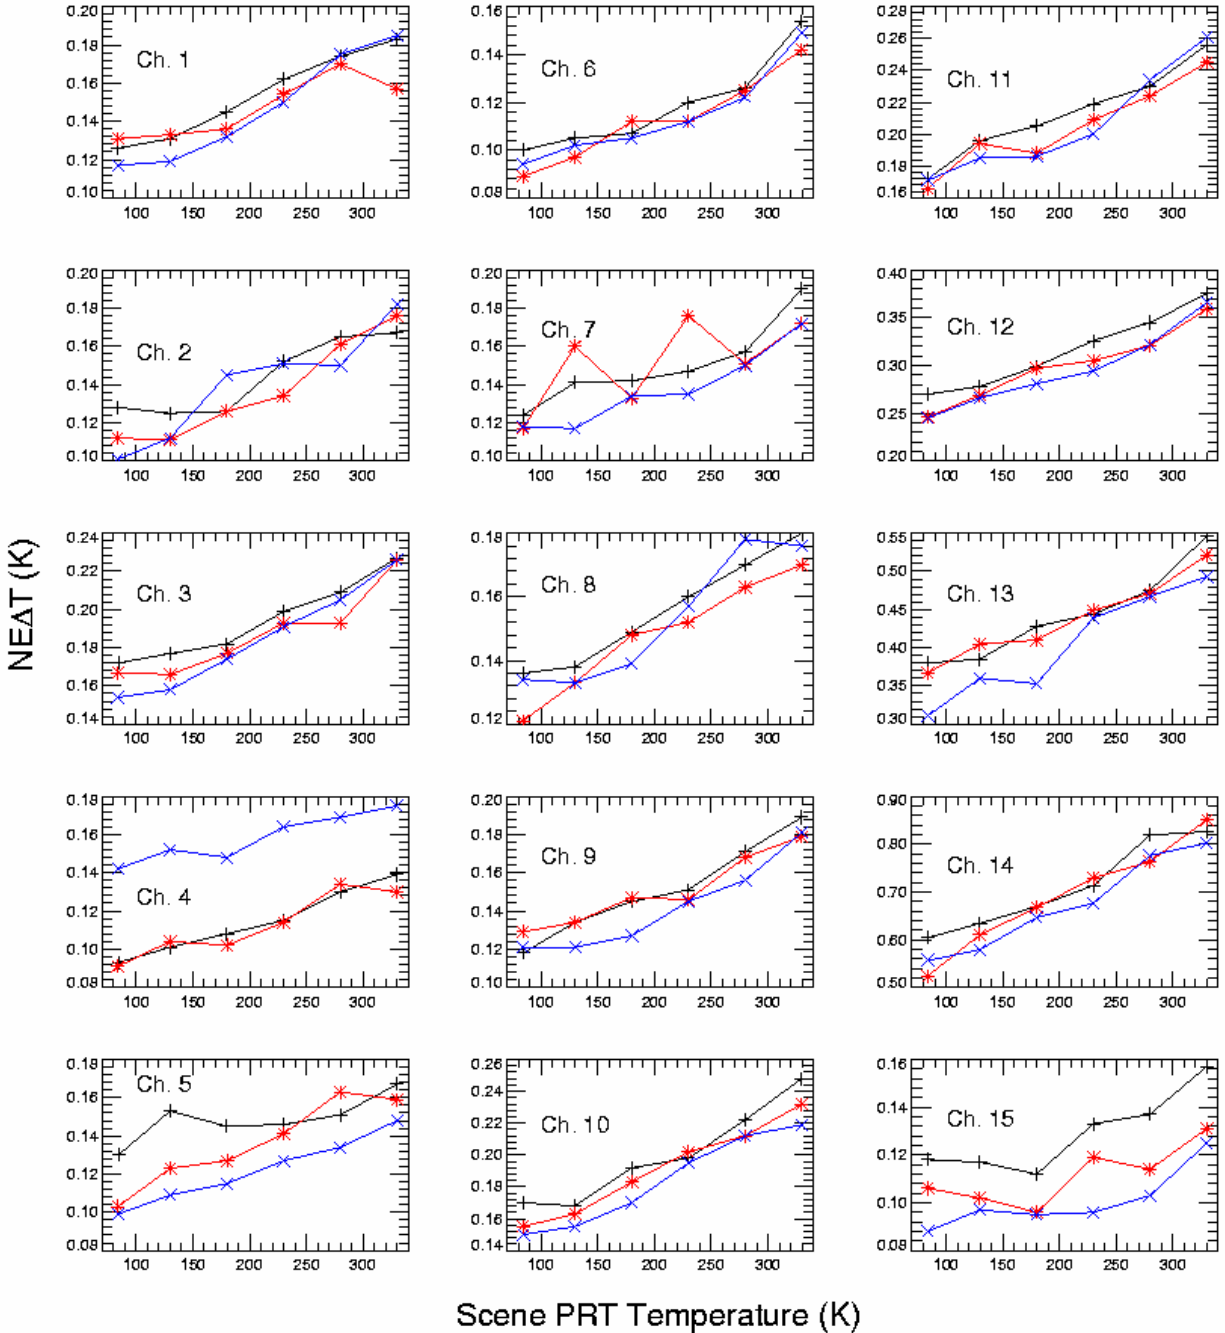 0.20
0.18
0.16
0.14
0.12
0.10
Ch. 1
100 150 200 250 300
0.16
0.14
0.12
0.10
0.08
Ch. 6
100 150 200 250 300
0.28
0.26
0.24
0.22
0.20
0.18
0.16
Ch. 11
100 150 200 250 300
0.20
0.18
0.16
0.14
0.12
0.10
Ch. 2
100 150 200 250 300
0.20
0.18
0.16
0.14
0.12
0.10
Ch. 7
100 150 200 250 300
0.40
0.35
0.30
0.25
0.20
Ch. 12
100 150 200 250 300
NEΔT (K)
0.24
0.22
0.20
0.18
0.16
0.14
Ch. 3
100 150 200 250 300
0.18
0.16
0.14
0.12
Ch. 8
100 150 200 250 300
0.55
0.50
0.45
0.40
0.35
0.30
Ch. 13
100 150 200 250 300
0.18
0.16
0.14
0.12
0.10
0.08
Ch. 4
100 150 200 250 300
0.20
0.18
0.16
0.14
0.12
0.10
Ch. 9
100 150 200 250 300
0.90
0.80
0.70
0.60
0.50
Ch. 14
100 150 200 250 300
0.18
0.16
0.14
0.12
0.10
0.08
Ch. 5
100 150 200 250 300
0.26
0.24
0.22
0.20
0.18
0.16
0.14
Ch. 10
100 150 200 250 300
0.16
0.14
0.12
0.10
0.08
Ch. 15
100 150 200 250 300
Scene PRT Temperature (K)